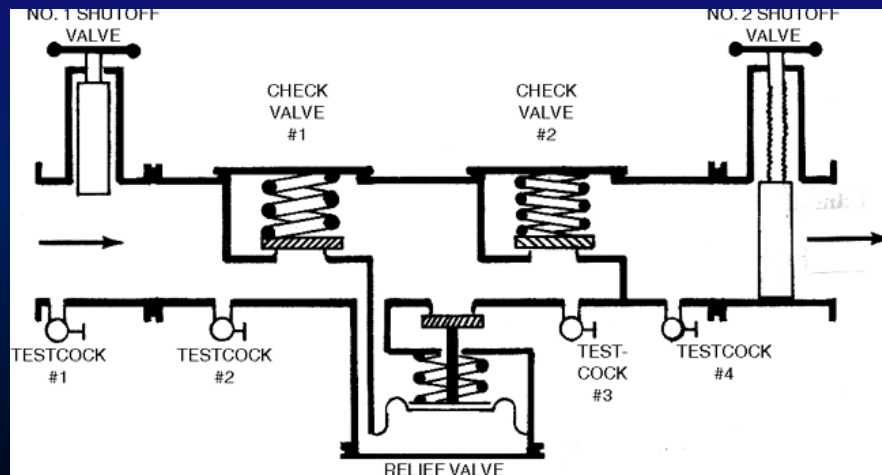 NO. 1 SHUTOFF
VALVE
NO. 2 SHUTOFF
VALVE
CHECK
VALVE
#1
CHECK
VALVE
#2
TESTCOCK
#1
TESTCOCK
#2
TEST-
COCK
#3
TESTCOCK
#4
RELIEF VALVE